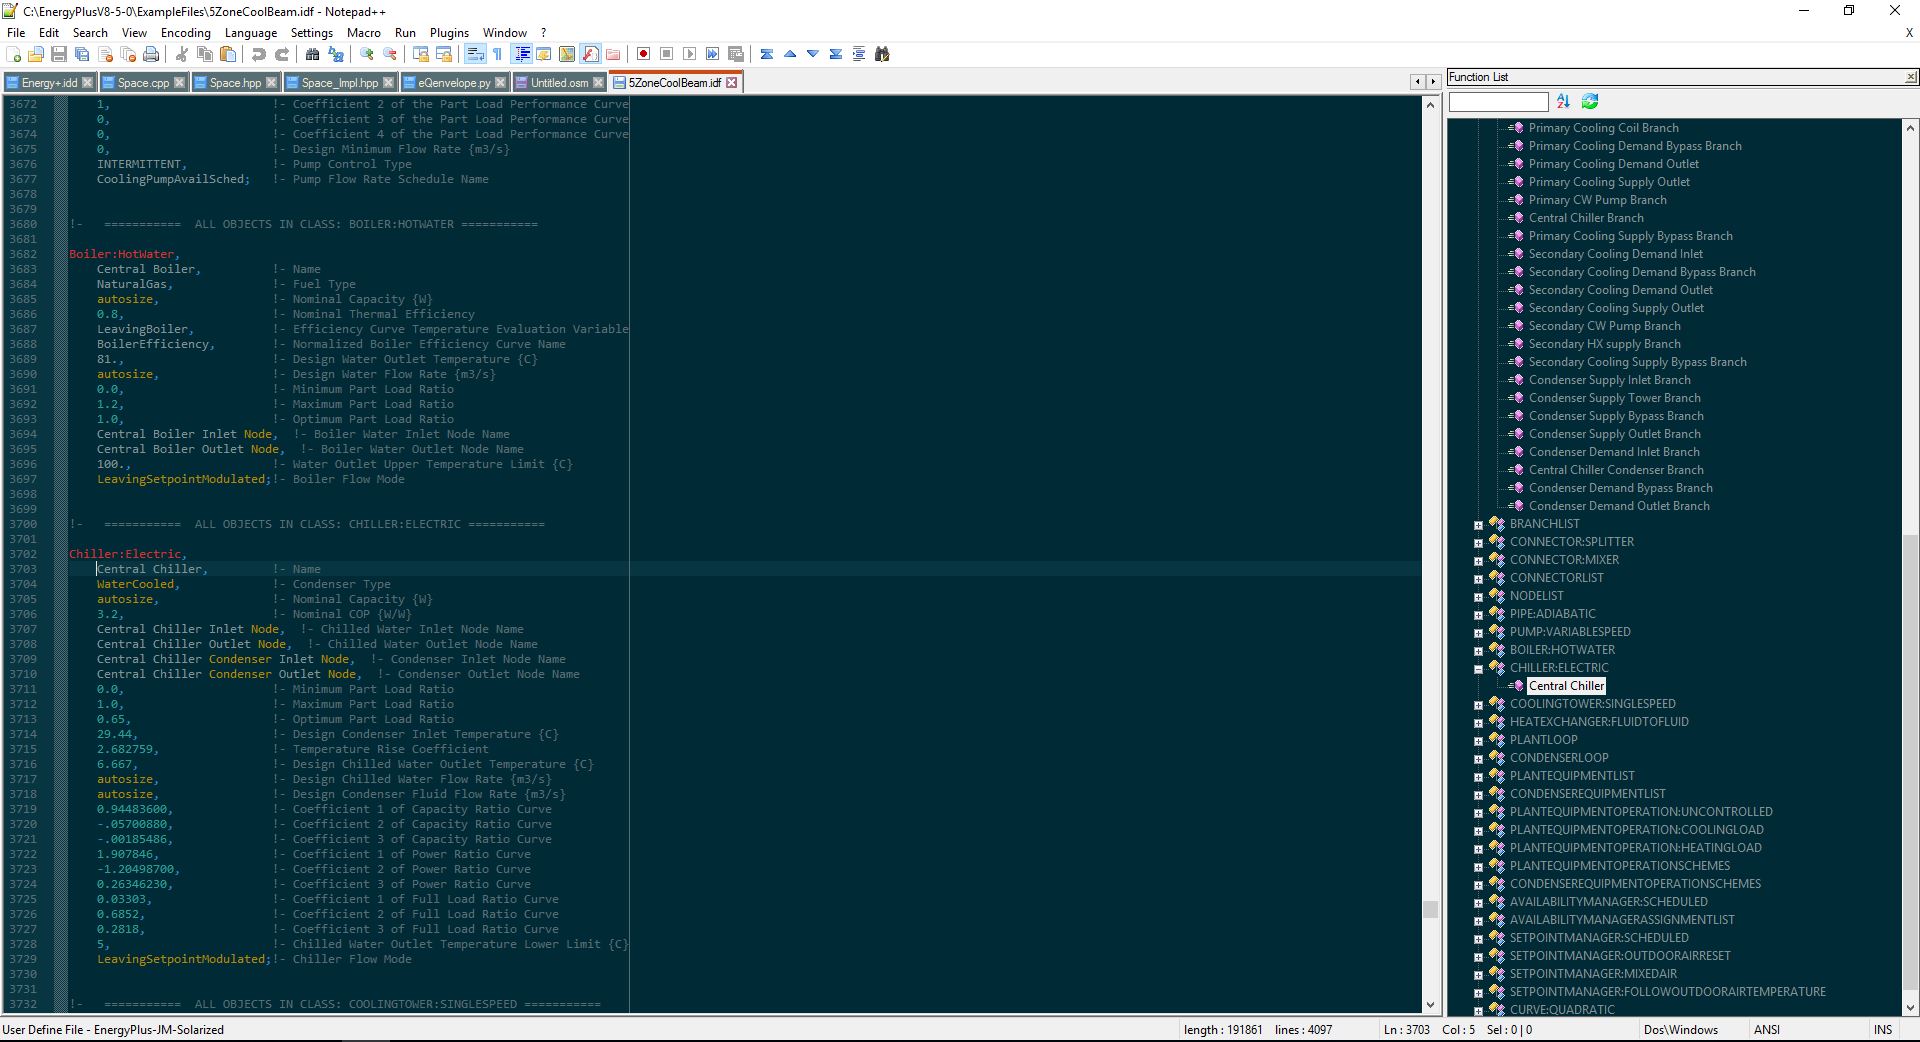 C:\EnergyPlusV8-5-0\ExampleFiles\5ZoneCoolBeam.idf - Notepad++
File Edit Search View Encoding Language Settings Macro Run Plugins Window ? X
Energy+.idd Space.cpp Space.hpp Space_Impl.hpp eQenvelope.py Untitled.osm 5ZoneCoolBeam.idf
3672 1, !- Coefficient 2 of the Part Load Performance Curve
3673 0, !- Coefficient 3 of the Part Load Performance Curve
3674 0, !- Coefficient 4 of the Part Load Performance Curve
3675 0, !- Design Minimum Flow Rate {m3/s}
3676 INTERMITTENT, !- Pump Control Type
3677 CoolingPumpAvailSched; !- Pump Flow Rate Schedule Name
3678
3679
3680 !- =========== ALL OBJECTS IN CLASS: BOILER:HOTWATER ===========
3681
3682 Boiler:HotWater,
3683 Central Boiler, !- Name
3684 NaturalGas, !- Fuel Type
3685 autosize, !- Nominal Capacity {W}
3686 0.8, !- Nominal Thermal Efficiency
3687 LeavingBoiler, !- Efficiency Curve Temperature Evaluation Variable
3688 BoilerEfficiency, !- Normalized Boiler Efficiency Curve Name
3689 81., !- Design Water Outlet Temperature {C}
3690 autosize, !- Design Water Flow Rate {m3/s}
3691 0.0, !- Minimum Part Load Ratio
3692 1.2, !- Maximum Part Load Ratio
3693 1.0, !- Optimum Part Load Ratio
3694 Central Boiler Inlet Node, !- Boiler Water Inlet Node Name
3695 Central Boiler Outlet Node, !- Boiler Water Outlet Node Name
3696 100., !- Water Outlet Upper Temperature Limit {C}
3697 LeavingSetpointModulated;!- Boiler Flow Mode
3698
3699
3700 !- =========== ALL OBJECTS IN CLASS: CHILLER:ELECTRIC ===========
3701
3702 Chiller:Electric,
3703 Central Chiller, !- Name
3704 WaterCooled, !- Condenser Type
3705 autosize, !- Nominal Capacity {W}
3706 3.2, !- Nominal COP {W/W}
3707 Central Chiller Inlet Node, !- Chilled Water Inlet Node Name
3708 Central Chiller Outlet Node, !- Chilled Water Outlet Node Name
3709 Central Chiller Condenser Inlet Node, !- Condenser Inlet Node Name
3710 Central Chiller Condenser Outlet Node, !- Condenser Outlet Node Name
3711 0.0, !- Minimum Part Load Ratio
3712 1.0, !- Maximum Part Load Ratio
3713 0.65, !- Optimum Part Load Ratio
3714 29.44, !- Design Condenser Inlet Temperature {C}
3715 2.682759, !- Temperature Rise Coefficient
3716 6.667, !- Design Chilled Water Outlet Temperature {C}
3717 autosize, !- Design Chilled Water Flow Rate {m3/s}
3718 autosize, !- Design Condenser Fluid Flow Rate {m3/s}
3719 0.94483600, !- Coefficient 1 of Capacity Ratio Curve
3720 -.05700880, !- Coefficient 2 of Capacity Ratio Curve
3721 -.00185486, !- Coefficient 3 of Capacity Ratio Curve
3722 1.907846, !- Coefficient 1 of Power Ratio Curve
3723 -1.20498700, !- Coefficient 2 of Power Ratio Curve
3724 0.26346230, !- Coefficient 3 of Power Ratio Curve
3725 0.03303, !- Coefficient 1 of Full Load Ratio Curve
3726 0.6852, !- Coefficient 2 of Full Load Ratio Curve
3727 0.2818, !- Coefficient 3 of Full Load Ratio Curve
3728 5, !- Chilled Water Outlet Temperature Lower Limit {C}
3729 LeavingSetpointModulated;!- Chiller Flow Mode
3730
3731
3732 !- =========== ALL OBJECTS IN CLASS: COOLINGTOWER:SINGLESPEED ===========
Function List
Primary Cooling Coil Branch
Primary Cooling Demand Bypass Branch
Primary Cooling Demand Outlet
Primary Cooling Supply Outlet
Primary CW Pump Branch
Central Chiller Branch
Primary Cooling Supply Bypass Branch
Secondary Cooling Demand Inlet
Secondary Cooling Demand Bypass Branch
Secondary Cooling Demand Outlet
Secondary Cooling Supply Outlet
Secondary CW Pump Branch
Secondary HX supply Branch
Secondary Cooling Supply Bypass Branch
Condenser Supply Inlet Branch
Condenser Supply Tower Branch
Condenser Supply Bypass Branch
Condenser Supply Outlet Branch
Condenser Demand Inlet Branch
Central Chiller Condenser Branch
Condenser Demand Bypass Branch
Condenser Demand Outlet Branch
BRANCHLIST
CONNECTOR:SPLITTER
CONNECTOR:MIXER
CONNECTORLIST
NODELIST
PIPE:ADIABATIC
PUMP:VARIABLESPEED
BOILER:HOTWATER
CHILLER:ELECTRIC
Central Chiller
COOLINGTOWER:SINGLESPEED
HEATEXCHANGER:FLUIDTOFLUID
PLANTLOOP
CONDENSERLOOP
PLANTEQUIPMENTLIST
CONDENSEREQUIPMENTLIST
PLANTEQUIPMENTOPERATION:UNCONTROLLED
PLANTEQUIPMENTOPERATION:COOLINGLOAD
PLANTEQUIPMENTOPERATION:HEATINGLOAD
PLANTEQUIPMENTOPERATIONSCHEMES
CONDENSEREQUIPMENTOPERATIONSCHEMES
AVAILABILITYMANAGER:SCHEDULED
AVAILABILITYMANAGERASSIGNMENTLIST
SETPOINTMANAGER:SCHEDULED
SETPOINTMANAGER:OUTDOORAIRRESET
SETPOINTMANAGER:MIXEDAIR
SETPOINTMANAGER:FOLLOWOUTDOORAIRTEMPERATURE
CURVE:QUADRATIC
User Define File - EnergyPlus-JM-Solarized length : 191861 lines : 4097 Ln : 3703 Col : 5 Sel : 0 | 0 Dos\Windows ANSI INS